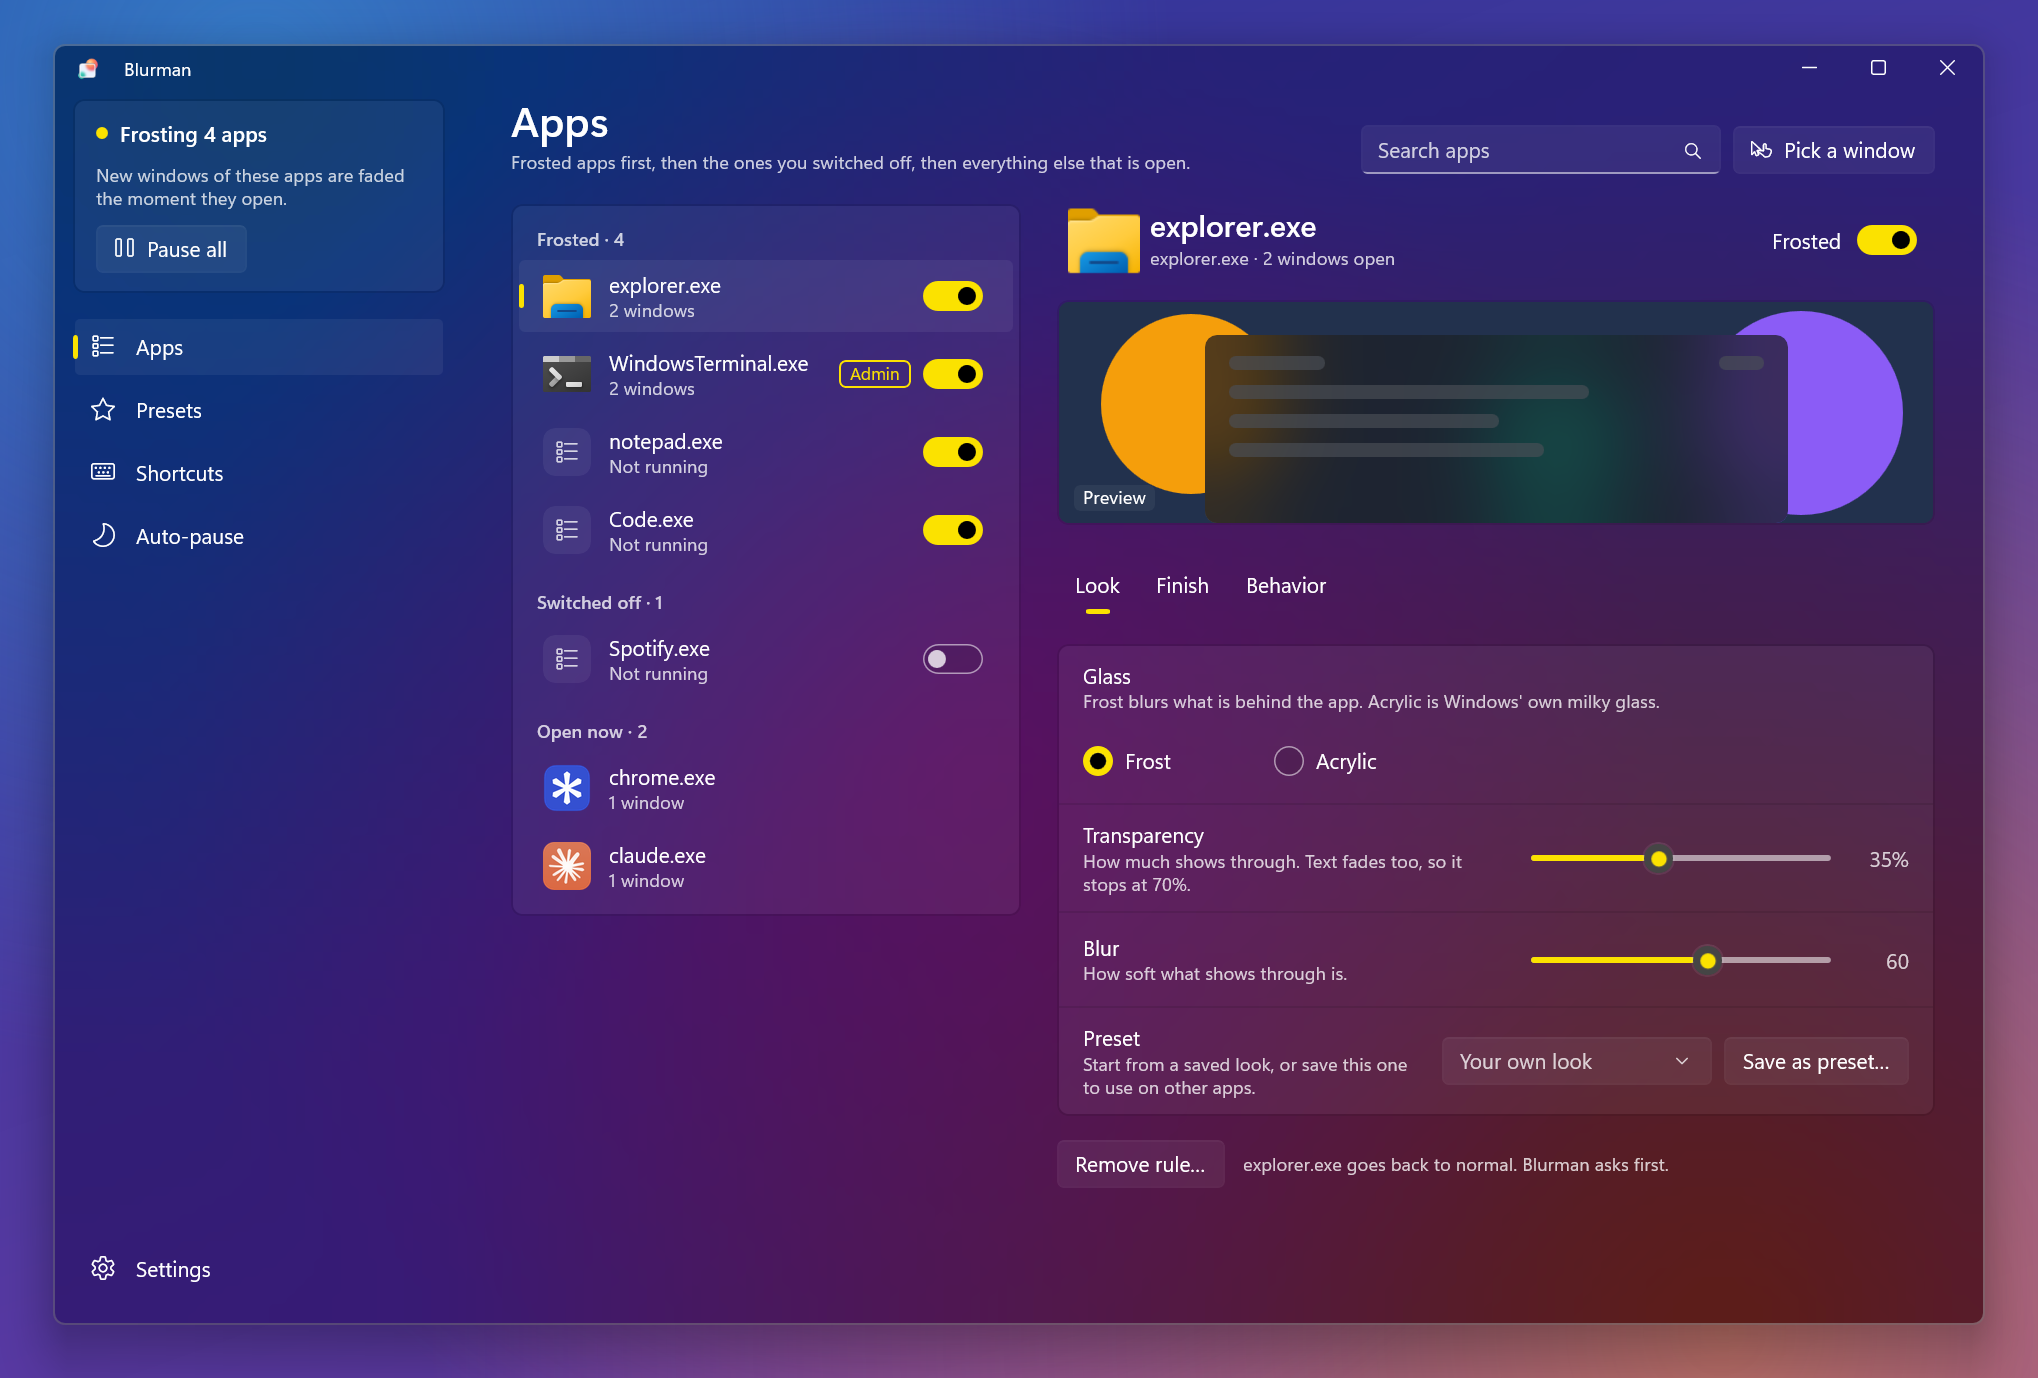 Blurman
Frosting 4 apps
New windows of these apps are faded
the moment they open.
Pause all
Apps
Presets
Shortcuts
Auto-pause
Settings
Apps
Frosted apps first, then the ones you switched off, then everything else that is open.
Search apps
Pick a window
Frosted · 4
explorer.exe
2 windows
WindowsTerminal.exe
2 windows
Admin
notepad.exe
Not running
Code.exe
Not running
Switched off · 1
Spotify.exe
Not running
Open now · 2
chrome.exe
1 window
claude.exe
1 window
explorer.exe
explorer.exe · 2 windows open
Frosted
Preview
Look
Finish
Behavior
Glass
Frost blurs what is behind the app. Acrylic is Windows' own milky glass.
Frost
Acrylic
Transparency
How much shows through. Text fades too, so it
stops at 70%.
35%
Blur
How soft what shows through is.
60
Preset
Start from a saved look, or save this one
to use on other apps.
Your own look
Save as preset...
Remove rule...
explorer.exe goes back to normal. Blurman asks first.